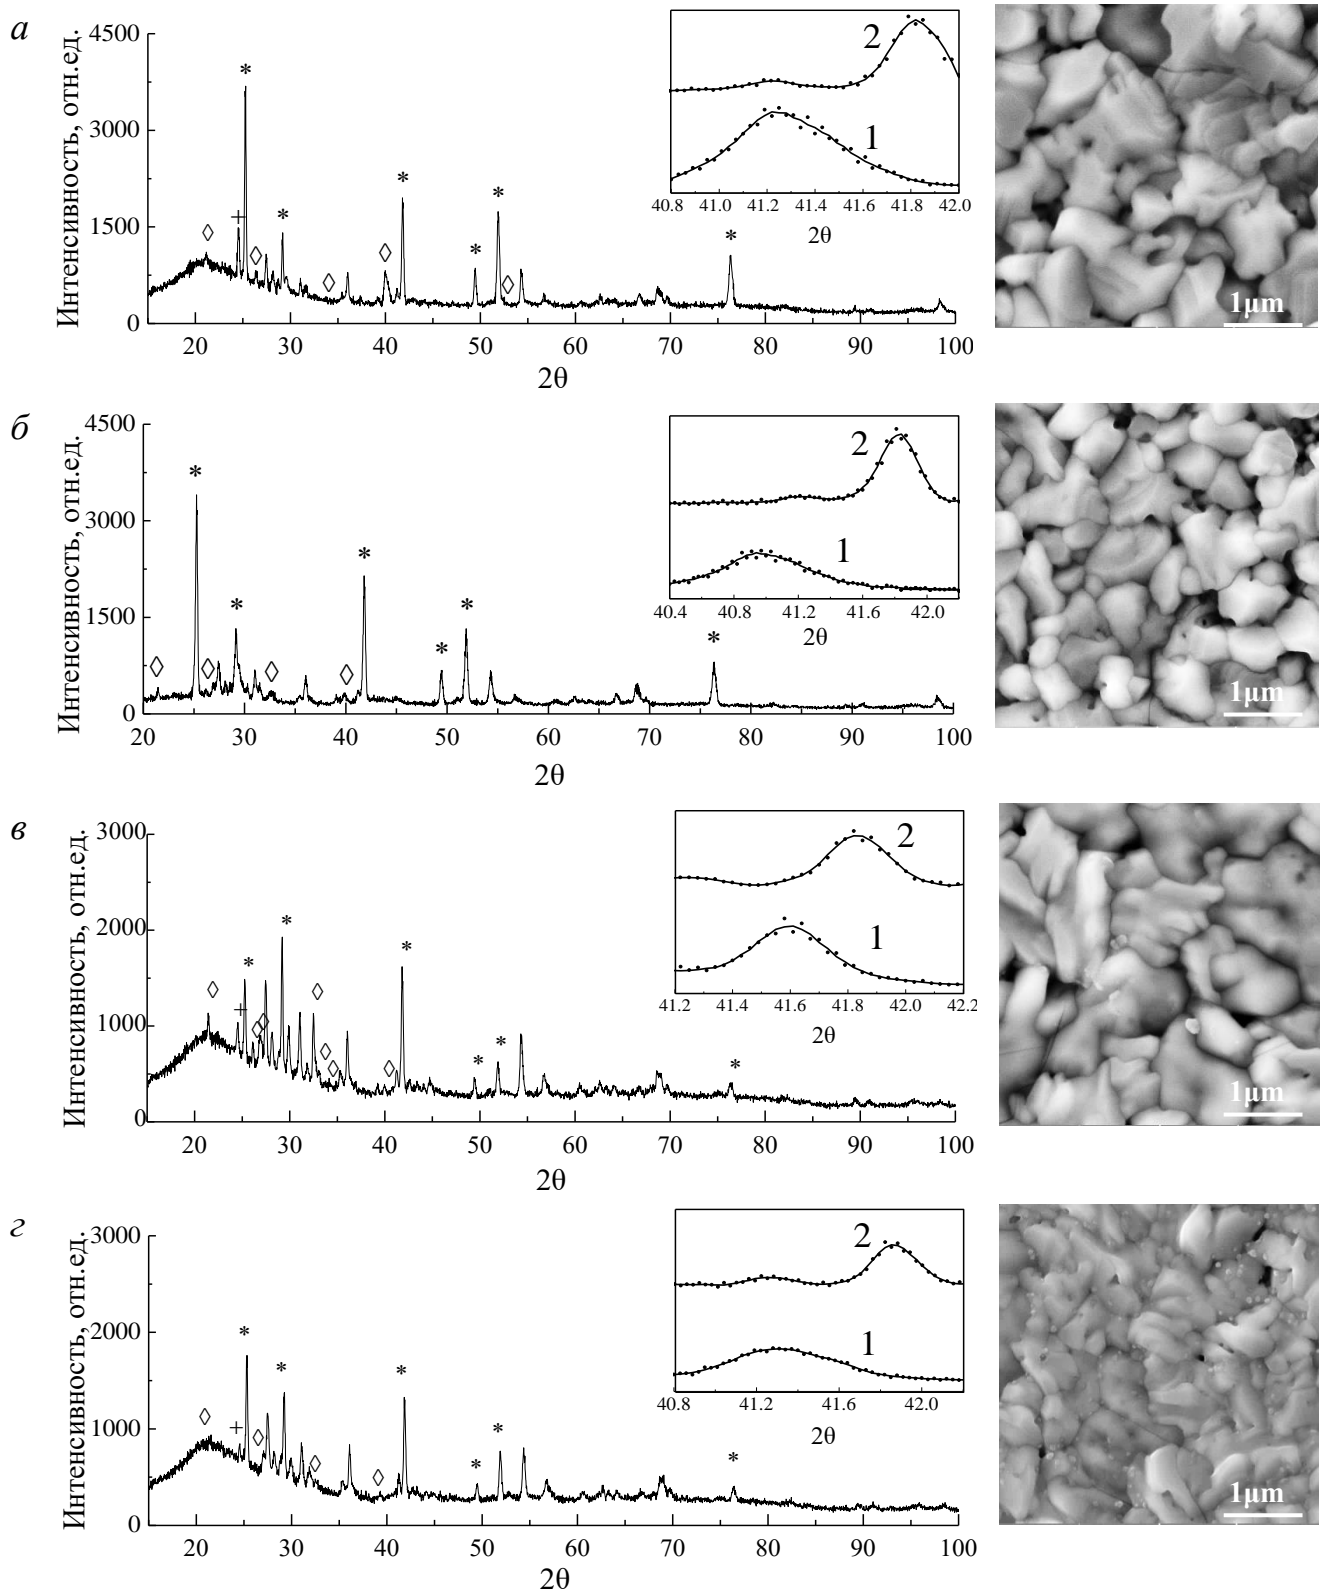 а
Интенсивность, отн.ед.
4500
3000
1500
0
20 30 40 50 60 70 80 90 100
2θ
2
1
40.8 41.0 41.2 41.4 41.6 41.8 42.0
2θ
1μm
б
Интенсивность, отн.ед.
4500
3000
1500
0
20 30 40 50 60 70 80 90 100
2θ
2
1
40.4 40.8 41.2 41.6 42.0
2θ
1μm
в
Интенсивность, отн.ед.
3000
2000
1000
0
20 30 40 50 60 70 80 90 100
2θ
2
1
41.2 41.4 41.6 41.8 42.0 42.2
2θ
1μm
г
Интенсивность, отн.ед.
3000
2000
1000
0
20 30 40 50 60 70 80 90 100
2θ
2
1
40.8 41.2 41.6 42.0
2θ
1μm